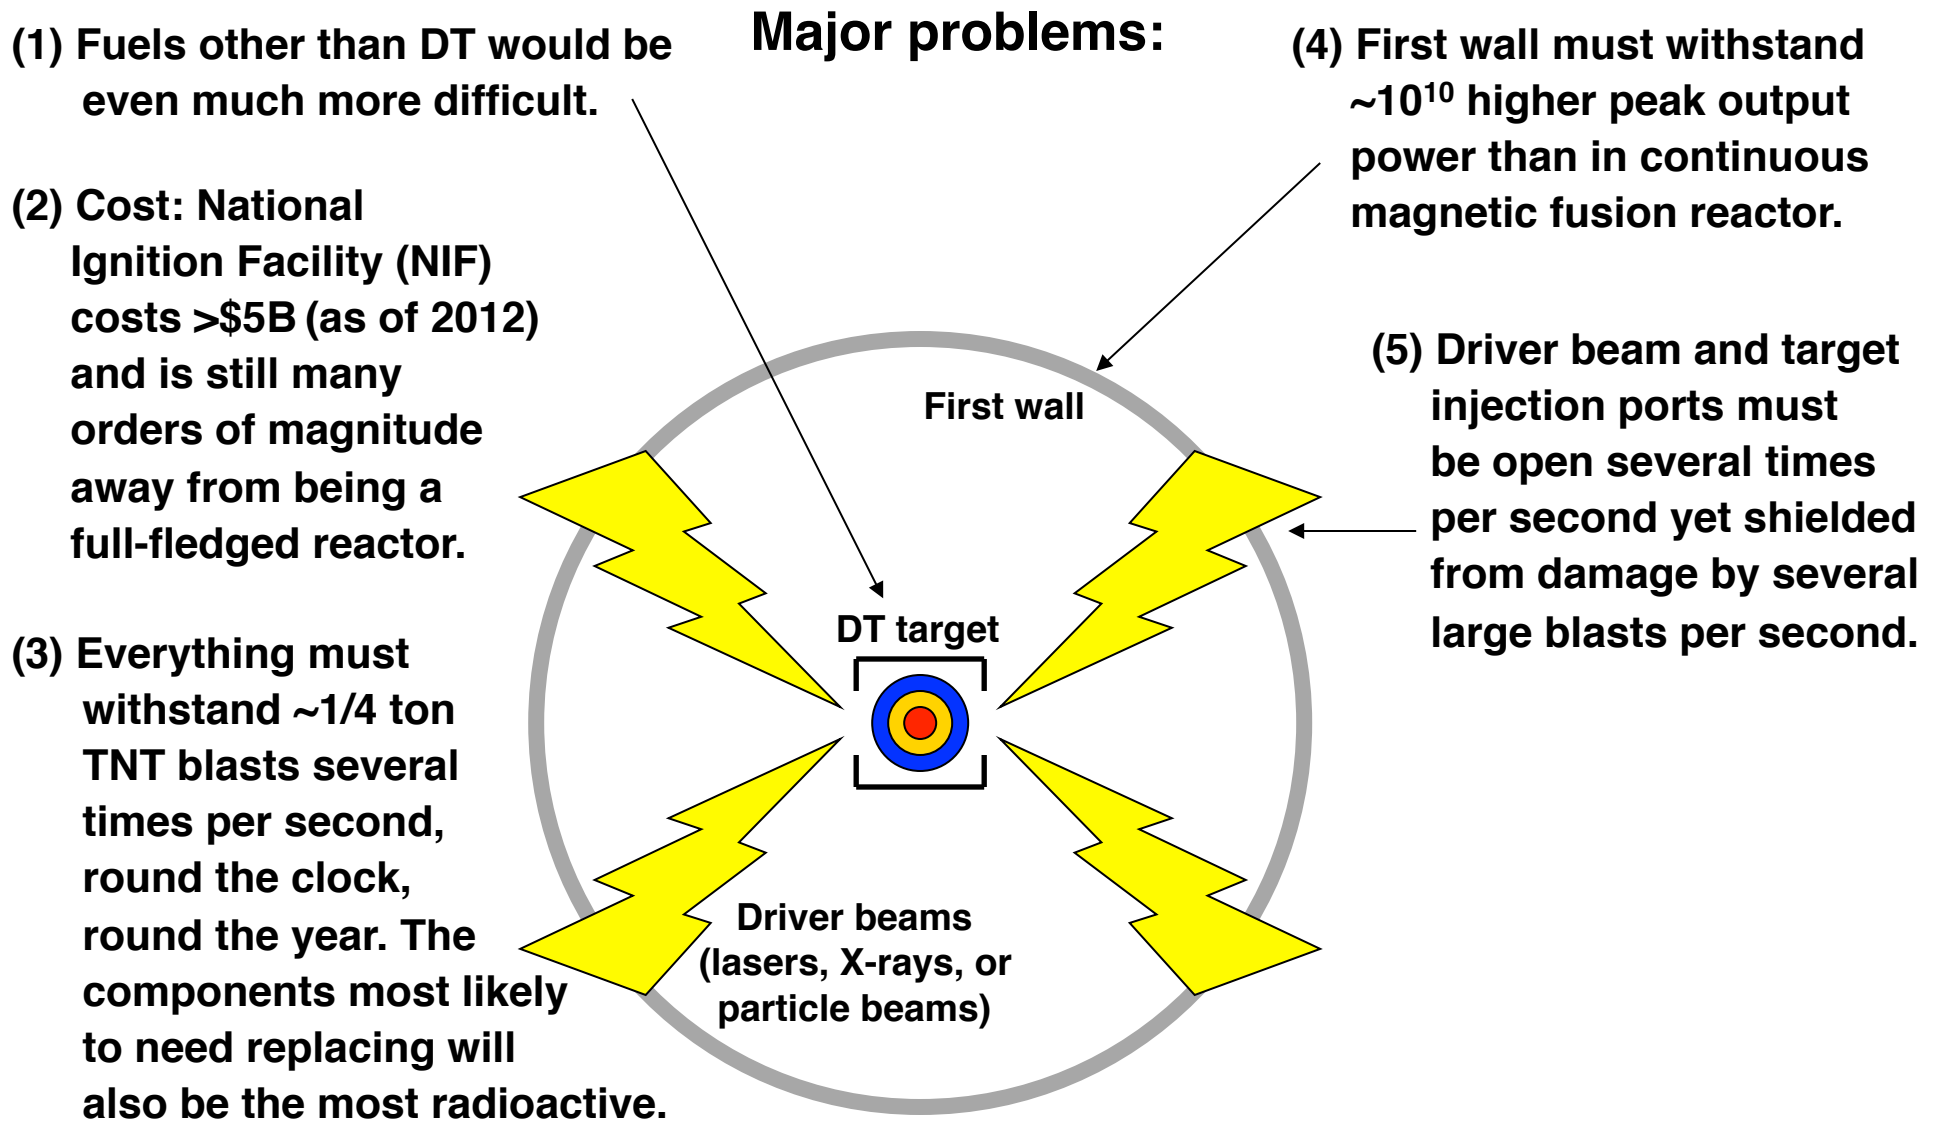 Major problems:
(1) Fuels other than DT would be
even much more difficult.
(2) Cost: National
Ignition Facility (NIF)
costs >$5B (as of 2012)
and is still many
orders of magnitude
away from being a
full-fledged reactor.
(3) Everything must
withstand ~1/4 ton
TNT blasts several
times per second,
round the clock,
round the year. The
components most likely
to need replacing will
also be the most radioactive.
(4) First wall must withstand
~10¹⁰ higher peak output
power than in continuous
magnetic fusion reactor.
(5) Driver beam and target
injection ports must
be open several times
per second yet shielded
from damage by several
large blasts per second.
First wall
DT target
Driver beams
(lasers, X-rays, or
particle beams)